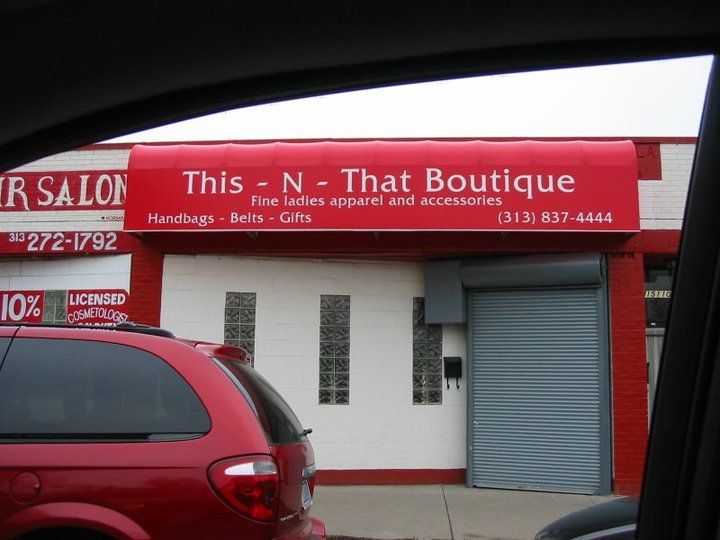 IR SALON
313 272-1792
10%
LICENSED
COSMETOLOGIST
This - N - That Boutique
Fine ladies apparel and accessories
Handbags - Belts - Gifts
(313) 837-4444
15110